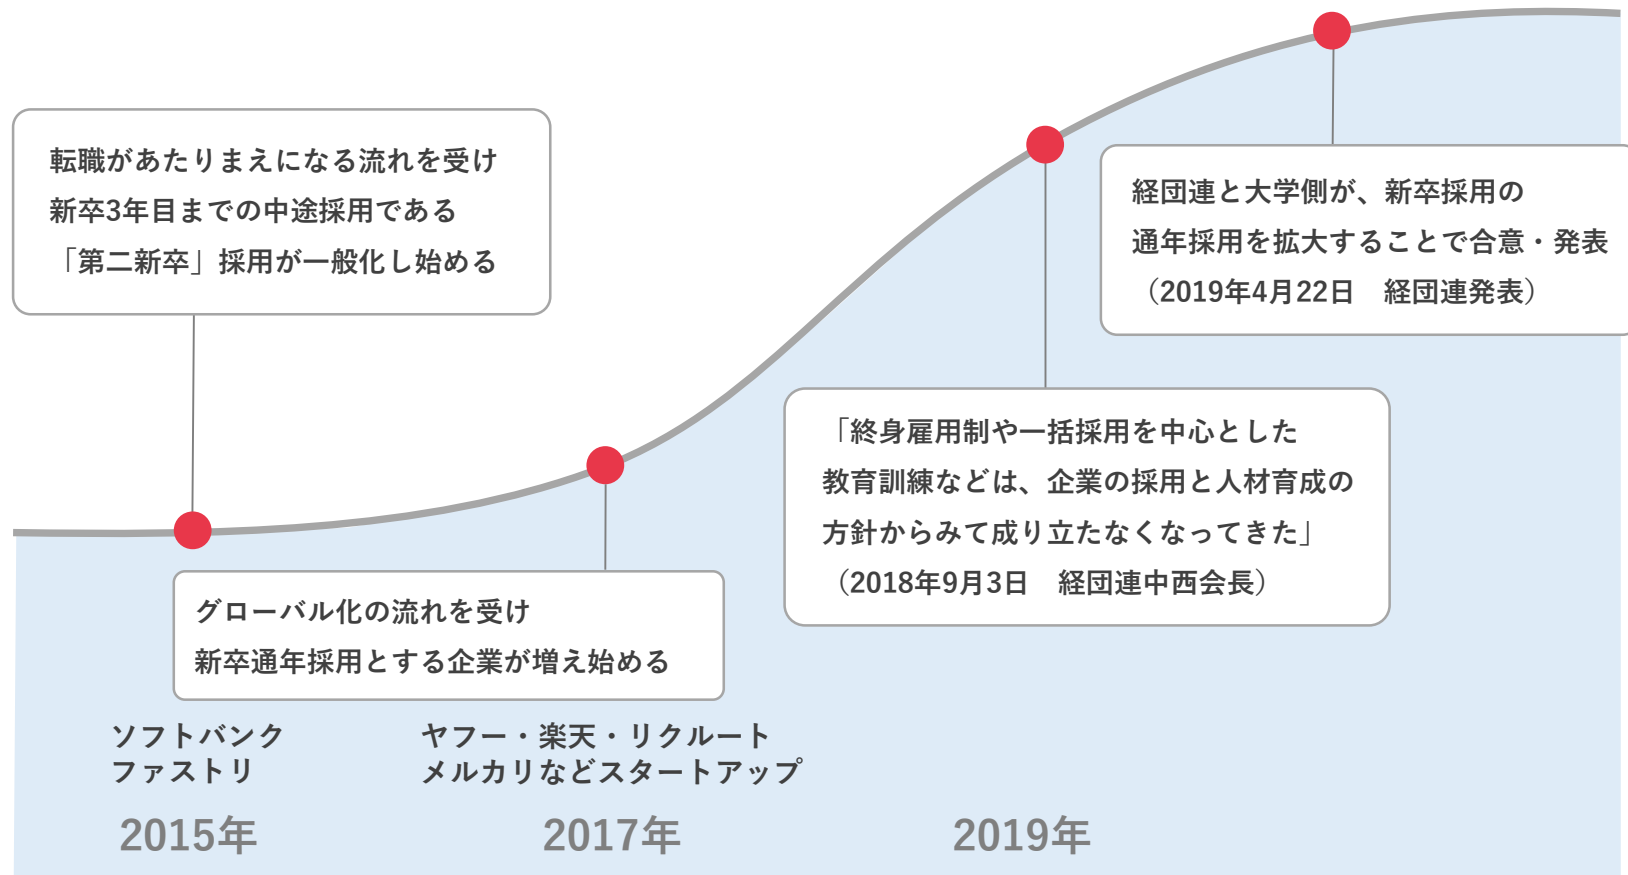 転職があたりまえになる流れを受け
新卒3年目までの中途採用である
「第二新卒」採用が一般化し始める
経団連と大学側が、新卒採用の
通年採用を拡大することで合意・発表
（2019年4月22日　経団連発表）
「終身雇用制や一括採用を中心とした
教育訓練などは、企業の採用と人材育成の
方針からみて成り立たなくなってきた」
（2018年9月3日　経団連中西会長）
グローバル化の流れを受け
新卒通年採用とする企業が増え始める
ソフトバンク
ファストリ
ヤフー・楽天・リクルート
メルカリなどスタートアップ
2015年
2017年
2019年